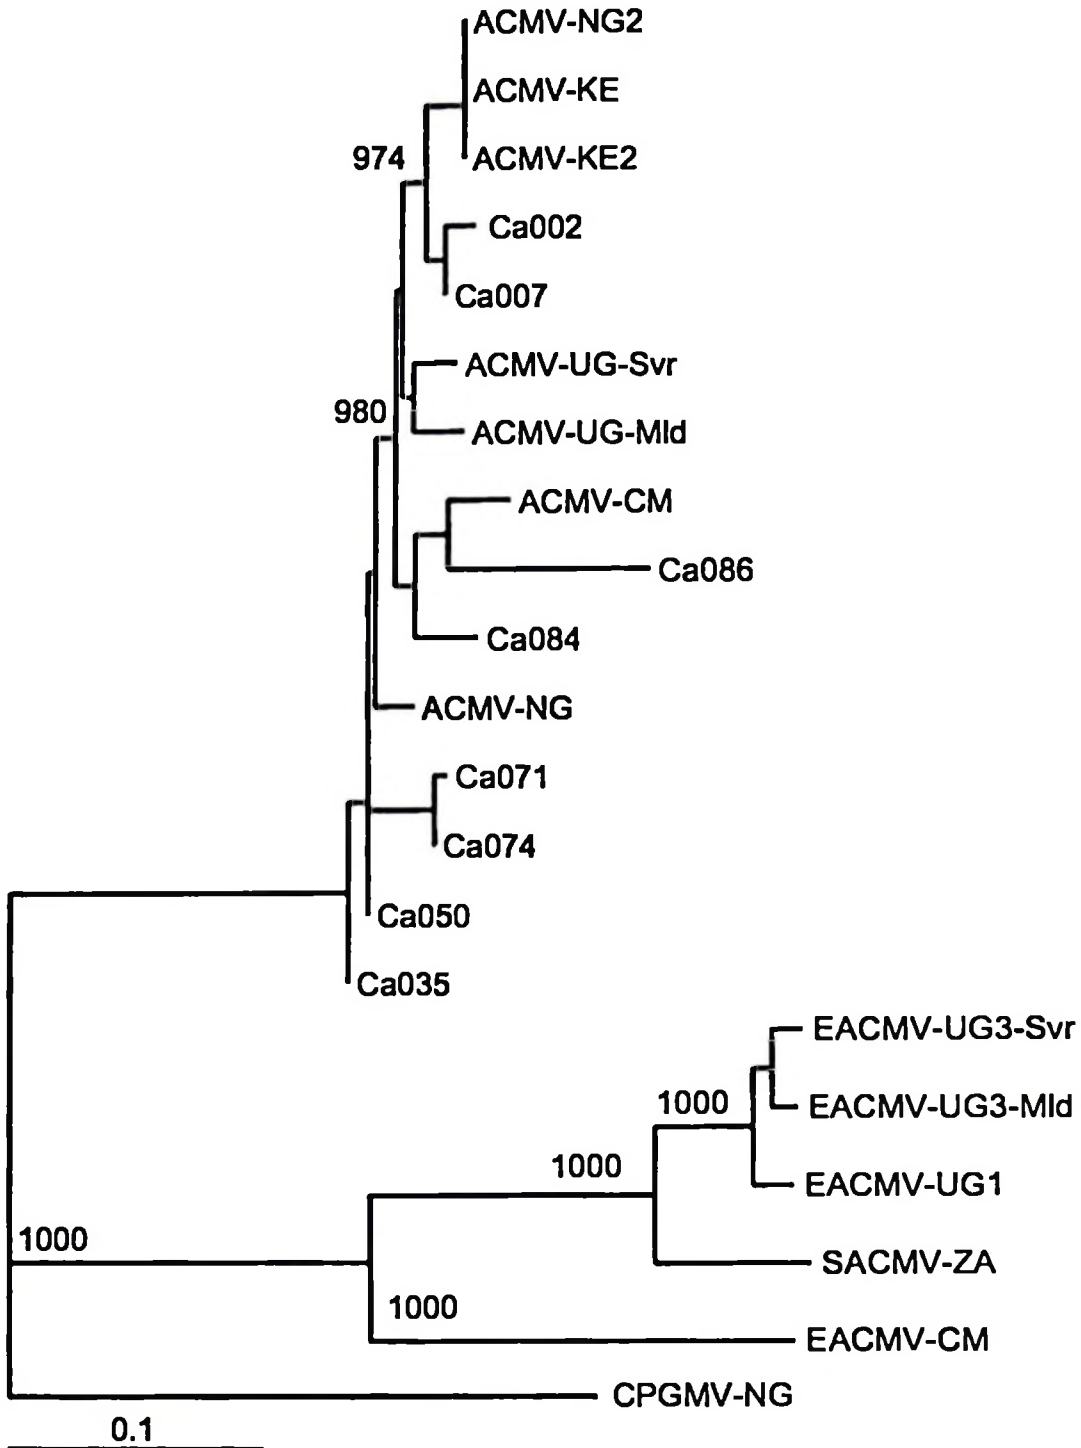 ACMV-NG2
ACMV-KE
974
ACMV-KE2
Ca002
Ca007
ACMV-UG-Svr
980
ACMV-UG-Mld
ACMV-CM
Ca086
Ca084
ACMV-NG
Ca071
Ca074
Ca050
Ca035
EACMV-UG3-Svr
1000
EACMV-UG3-Mld
1000
EACMV-UG1
1000
SACMV-ZA
1000
EACMV-CM
CPGMV-NG
0.1